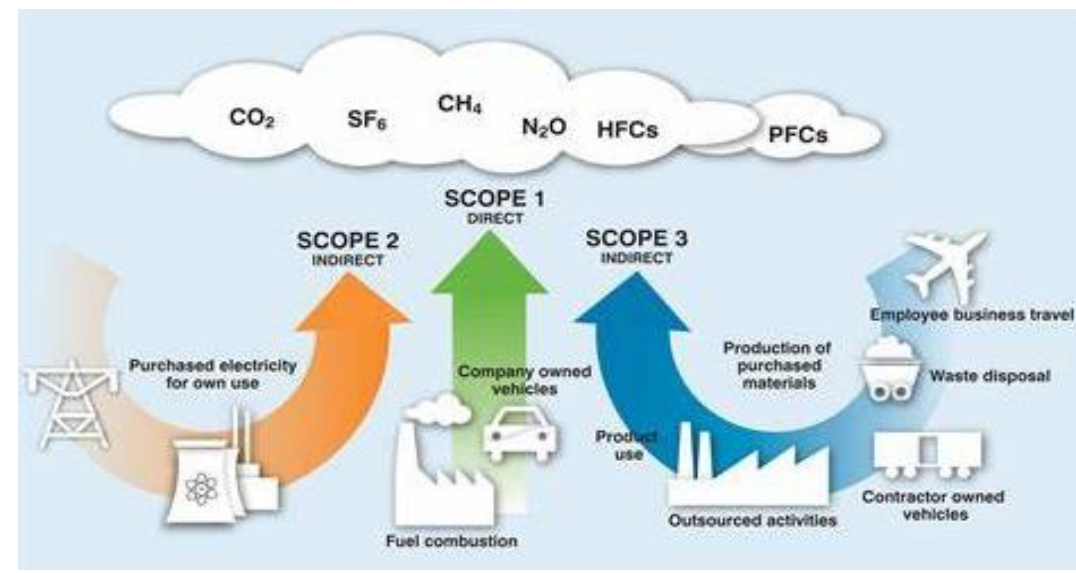 CO₂
SF₆
CH₄
N₂O
HFCs
PFCs
SCOPE 1
DIRECT
SCOPE 2
INDIRECT
SCOPE 3
INDIRECT
Purchased electricity
for own use
Company owned
vehicles
Fuel combustion
Product
use
Production of
purchased
materials
Outsourced activities
Employee business travel
Waste disposal
Contractor owned
vehicles